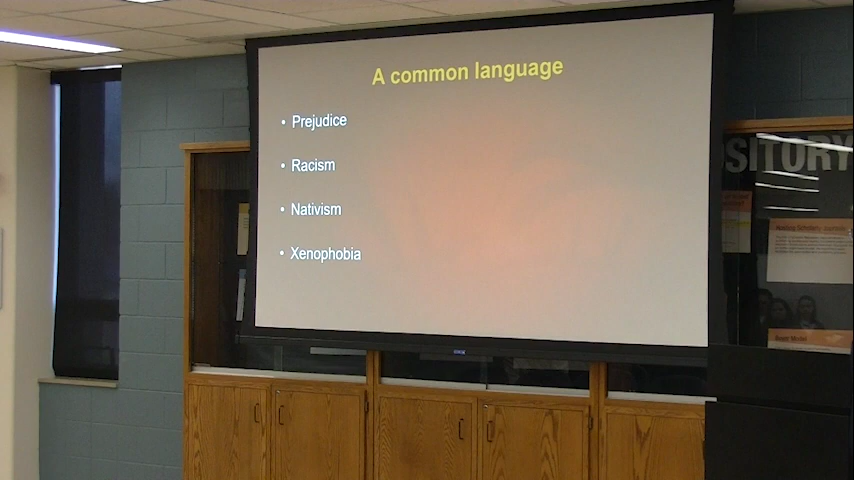 A common language
• Prejudice
• Racism
• Nativism
• Xenophobia
SITORY